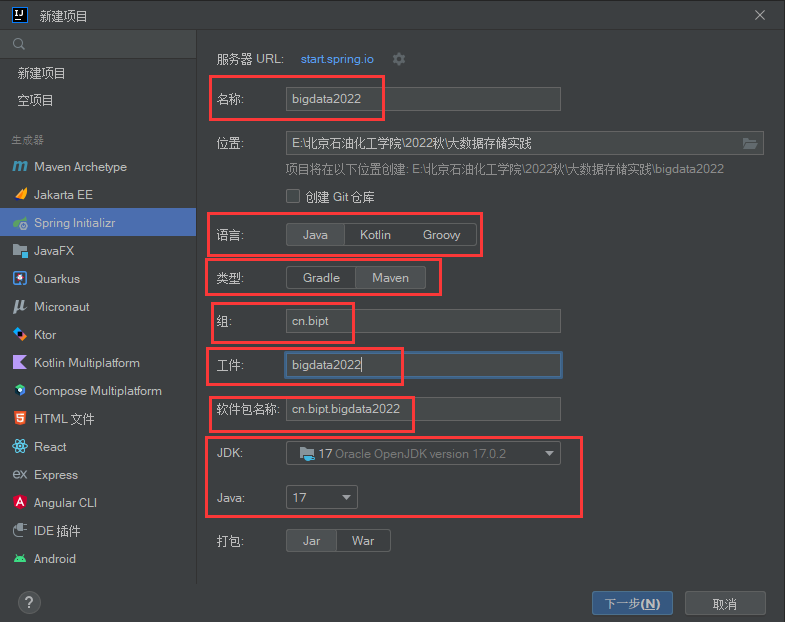 新建项目
新建项目
空项目
生成器
Maven Archetype
Jakarta EE
Spring Initializr
JavaFX
Quarkus
Micronaut
Ktor
Kotlin Multiplatform
Compose Multiplatform
HTML 文件
React
Express
Angular CLI
IDE 插件
Android
服务器 URL: start.spring.io
名称: bigdata2022
位置: E:\北京石油化工学院\2022秋\大数据存储实践
项目将在以下位置创建: E:\北京石油化工学院\2022秋\大数据存储实践\bigdata2022
创建 Git 仓库
语言: Java Kotlin Groovy
类型: Gradle Maven
组: cn.bipt
工件: bigdata2022
软件包名称: cn.bipt.bigdata2022
JDK: 17 Oracle OpenJDK version 17.0.2
Java: 17
打包: Jar War
? 下一步(N) 取消